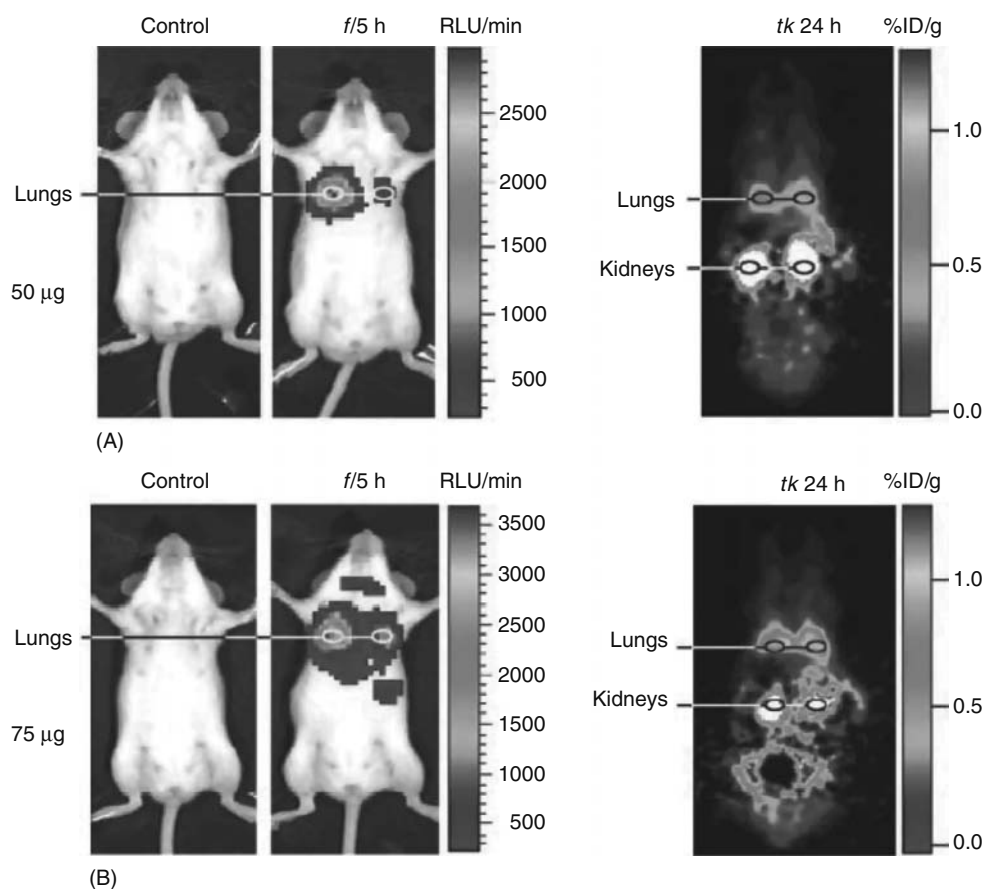 Control f/5 h RLU/min tk 24 h %ID/g
2500
2000
1500
1000
500
Lungs
50 µg
1.0
0.5
0.0
Lungs
Kidneys
(A)
Control f/5 h RLU/min tk 24 h %ID/g
3500
3000
2500
2000
1500
1000
500
Lungs
75 µg
1.0
0.5
0.0
Lungs
Kidneys
(B)